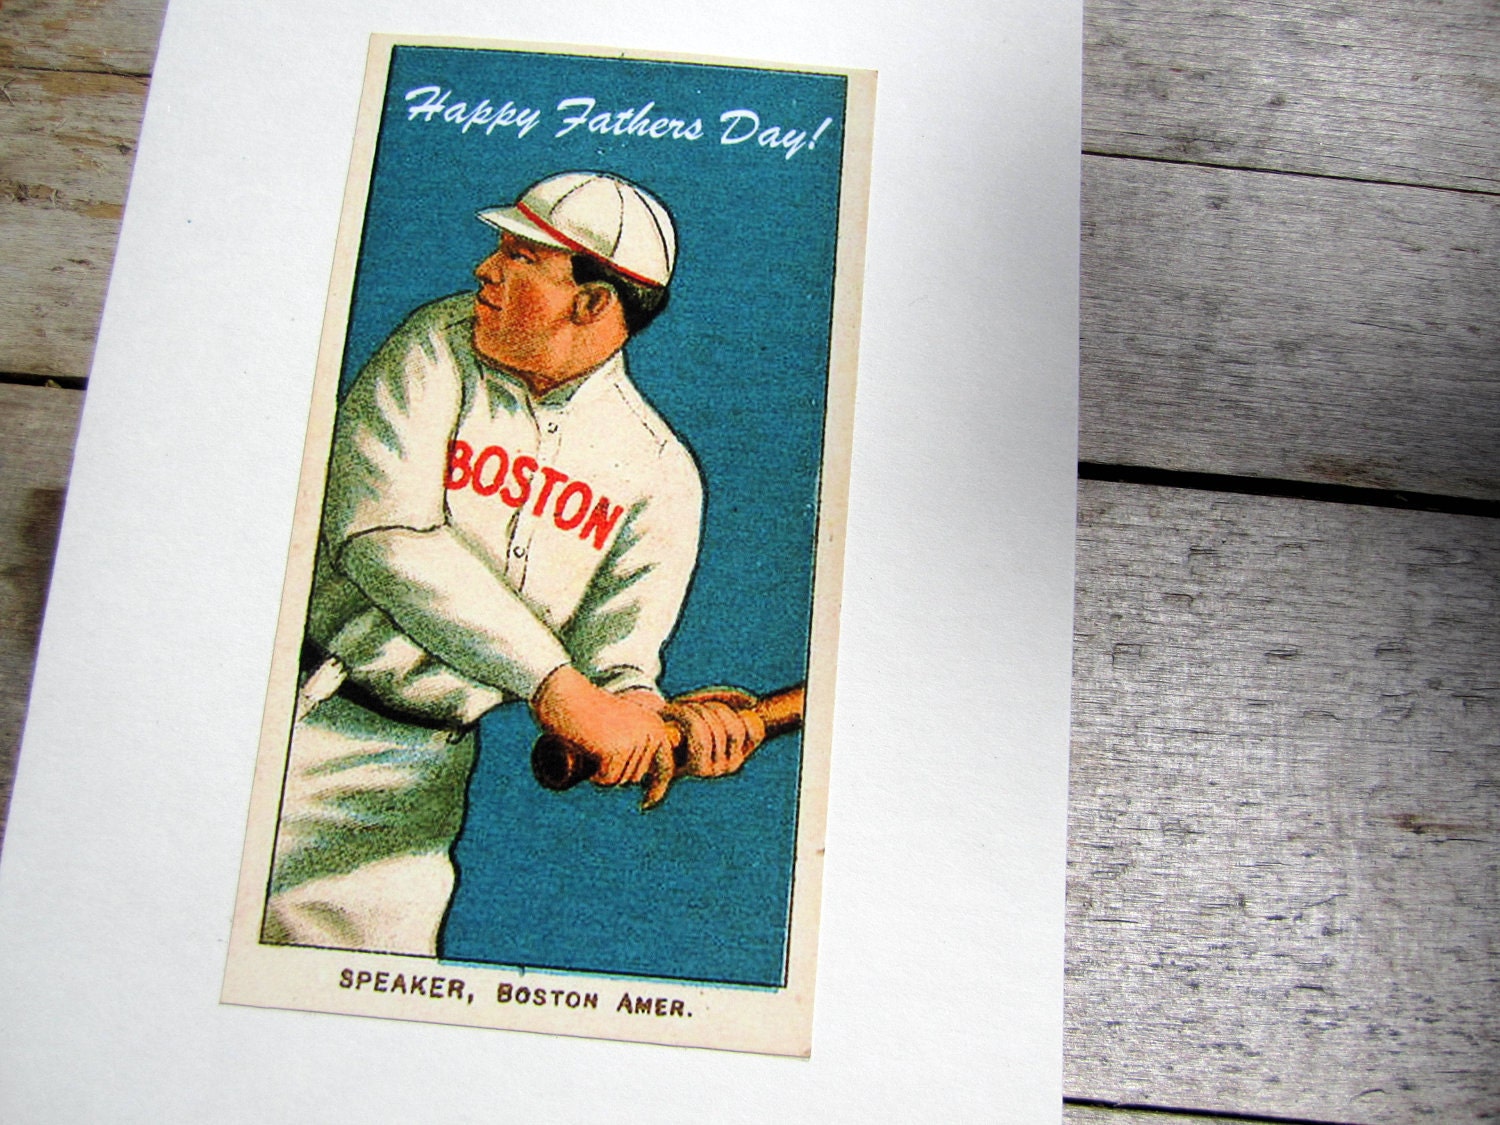 Happy Fathers Day!
BOSTON
SPEAKER, BOSTON AMER.